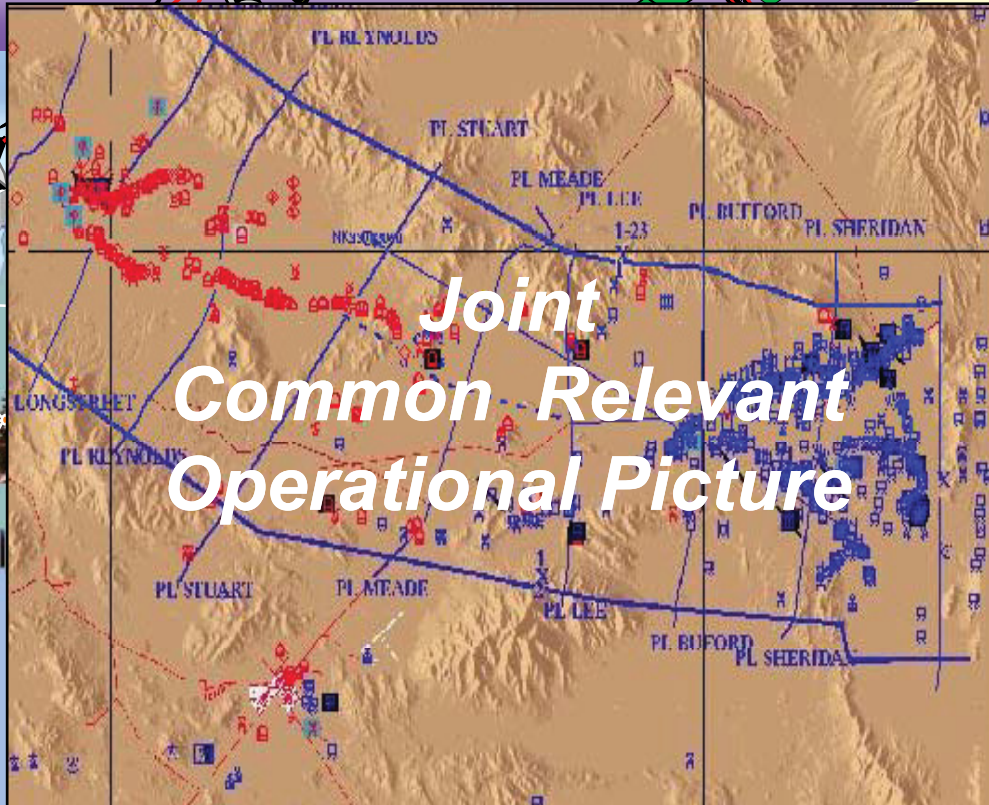 PL REYNOLDS
PL STUART
PL MEADE
PL LEE
PL BUFFORD
1-23
PL SHERIDAN
Joint
Common Relevant
Operational Picture
LONGSTREET
PL REYNOLDS
PL STUART
PL MEADE
1
PL LEE
PL BUFORD
PL SHERIDAN